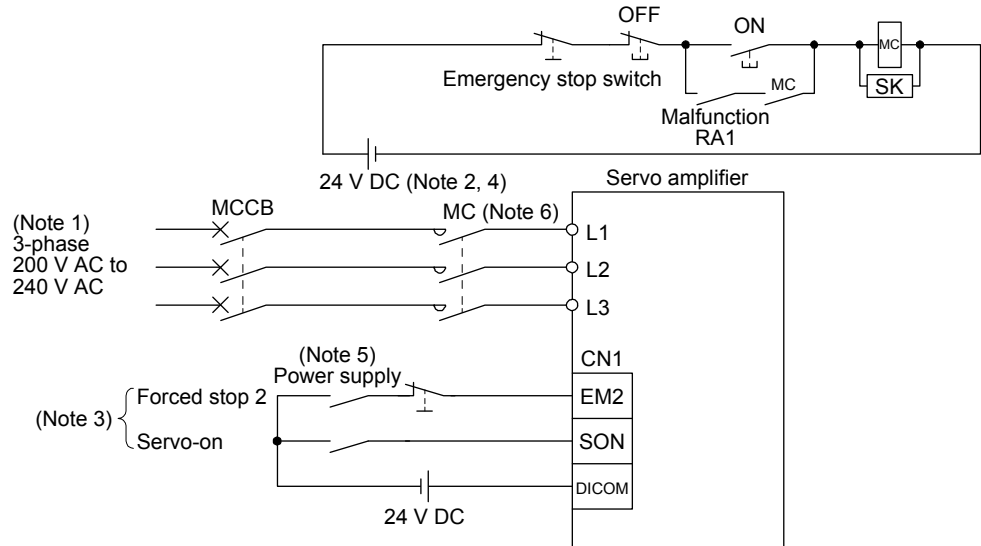 OFF
ON
MC
Emergency stop switch
MC
SK
Malfunction
RA1
24 V DC (Note 2, 4)
Servo amplifier
(Note 1)
3-phase
200 V AC to
240 V AC
MCCB
MC (Note 6)
L1
L2
L3
(Note 5)
Power supply
CN1
(Note 3)
Forced stop 2
EM2
Servo-on
SON
DICOM
24 V DC